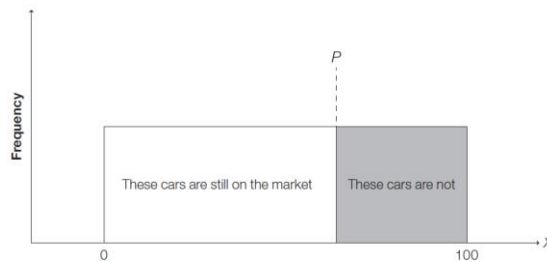 P
Frequency
These cars are still on the market
These cars are not
0
100
X